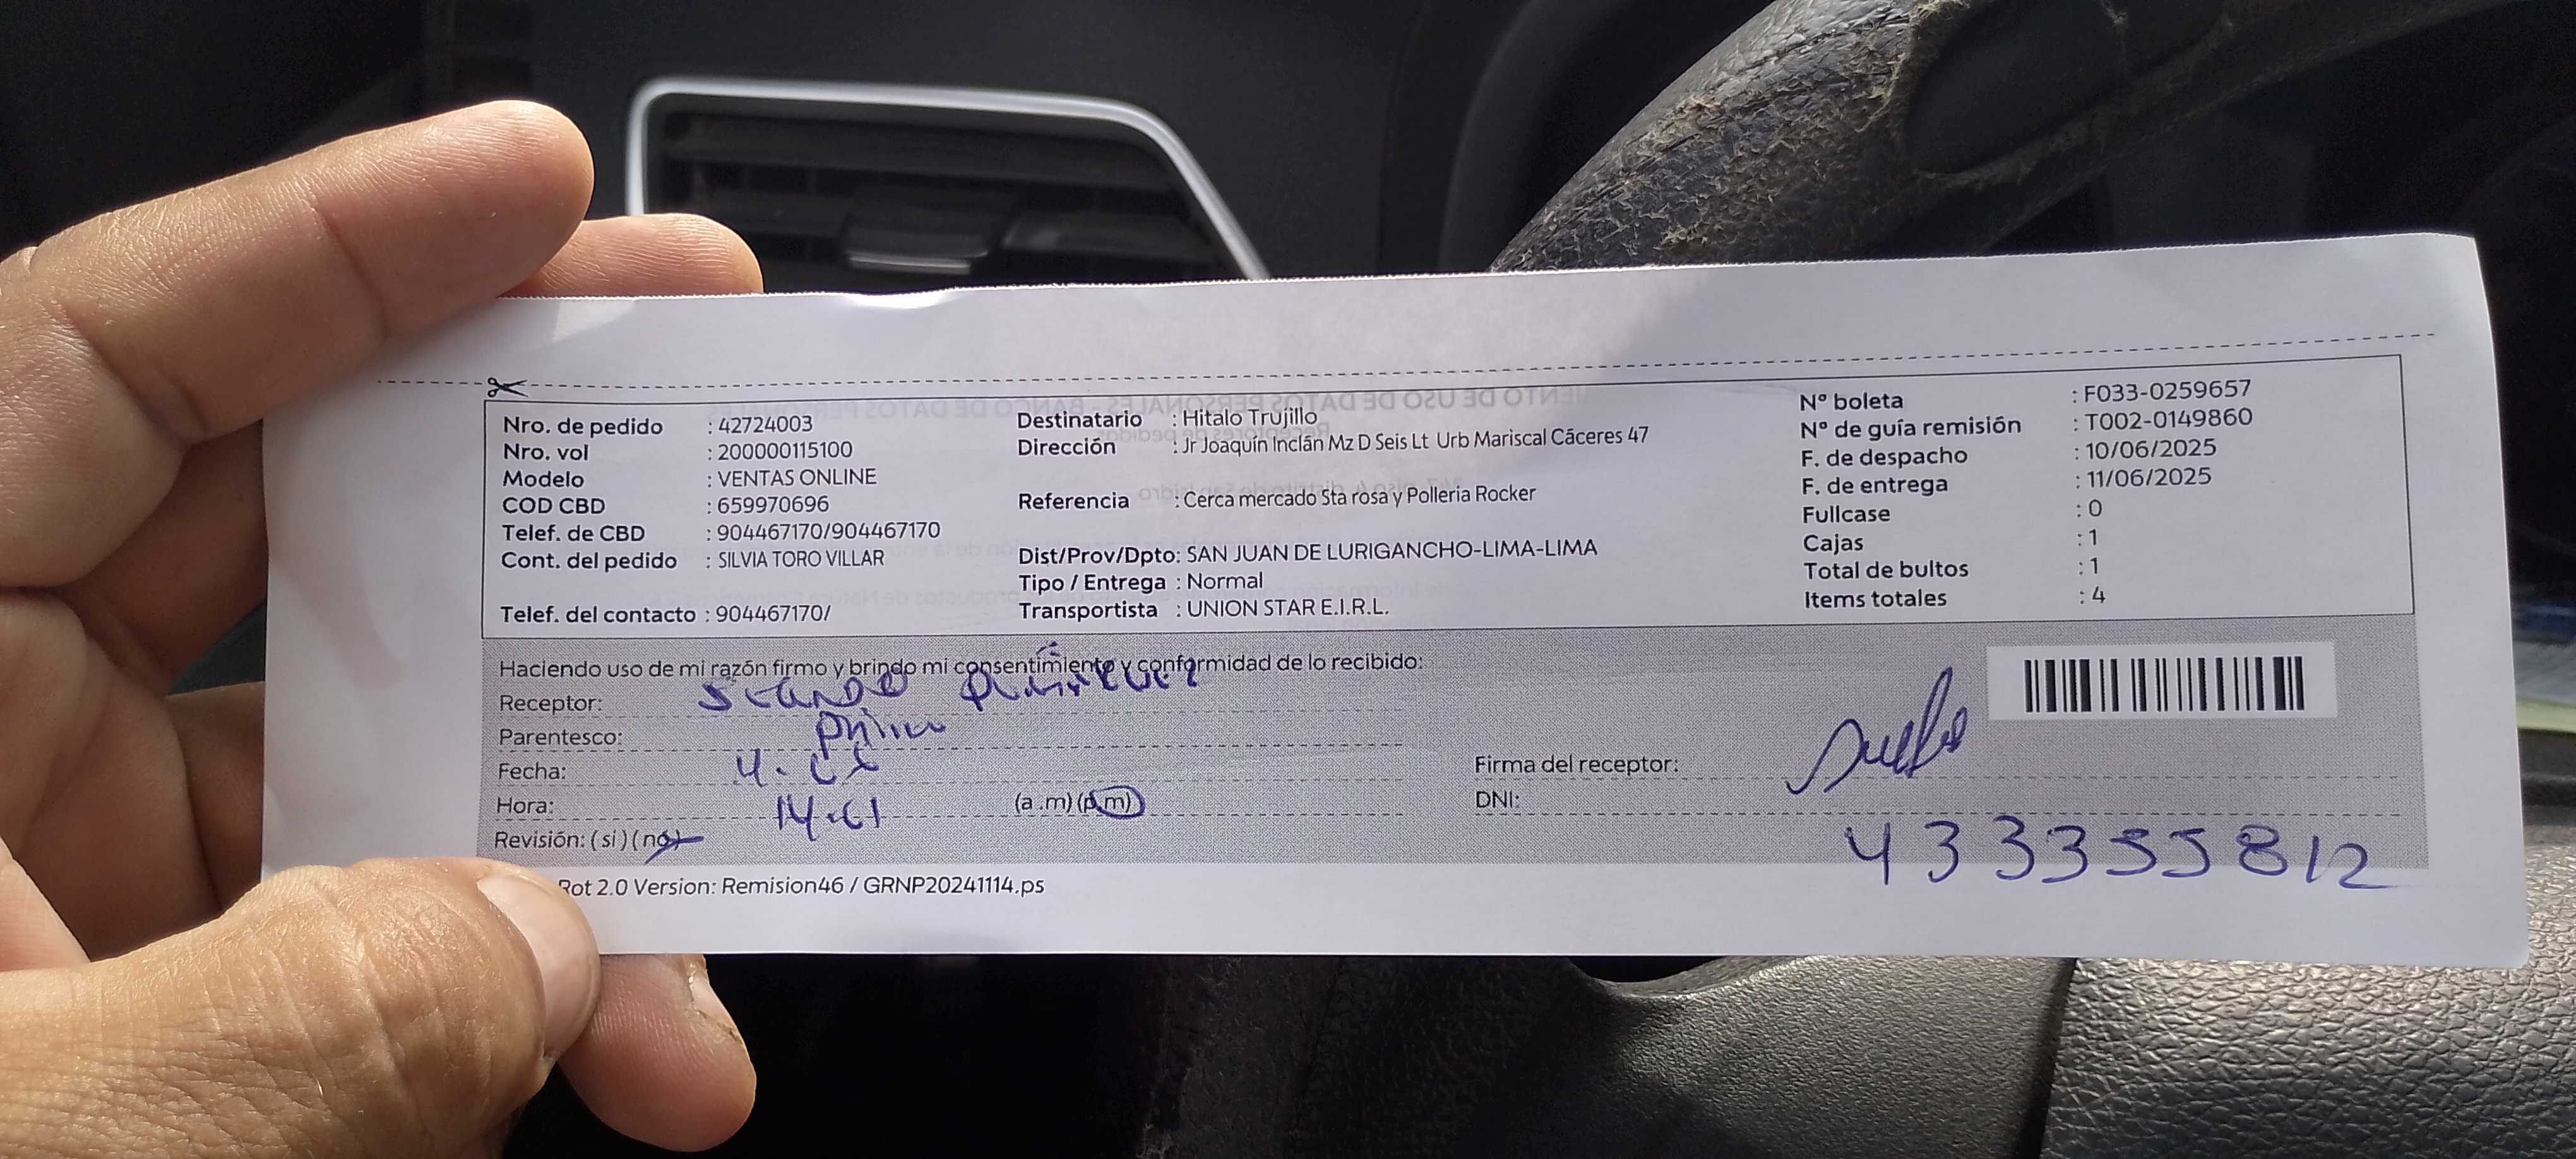 Nro. de pedido : 42724003
Nro. vol : 200000115100
Modelo : VENTAS ONLINE
COD CBD : 659970696
Telef. de CBD : 904467170/904467170
Cont. del pedido : SILVIA TORO VILLAR
Telef. del contacto : 904467170/
Destinatario : Hitalo Trujillo
Dirección : Jr Joaquín Inclán Mz D Seis Lt Urb Mariscal Cáceres 47
Referencia : Cerca mercado Sta rosa y Polleria Rocker
Dist/Prov/Dpto: SAN JUAN DE LURIGANCHO-LIMA-LIMA
Tipo / Entrega : Normal
Transportista : UNION STAR E.I.R.L.
N° boleta : F033-0259657
N° de guía remisión : T002-0149860
F. de despacho : 10/06/2025
F. de entrega : 11/06/2025
Fullcase : 0
Cajas : 1
Total de bultos : 1
Items totales : 4
Haciendo uso de mi razón firmo y brindo mi consentimiento y conformidad de lo recibido:
Receptor:
Parentesco: Primo
Fecha:
Hora: 14.01 (a.m) (p.m)
Revisión: (si) (no)
Firma del receptor:
DNI: 433355812
Rot 2.0 Version: Remision46 / GRNP20241114.ps